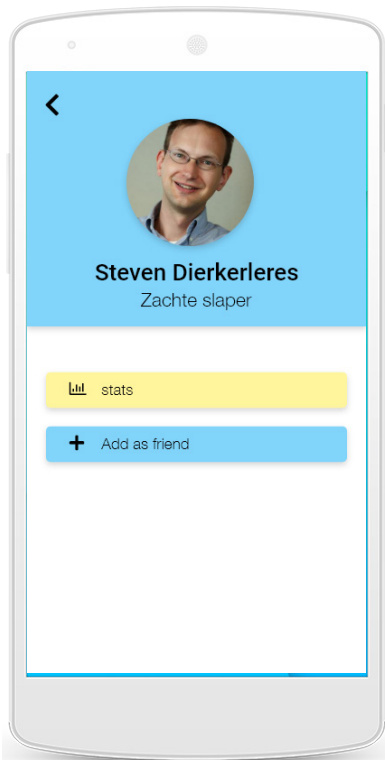 Steven Dierkerleres
Zachte slaper
stats
Add as friend